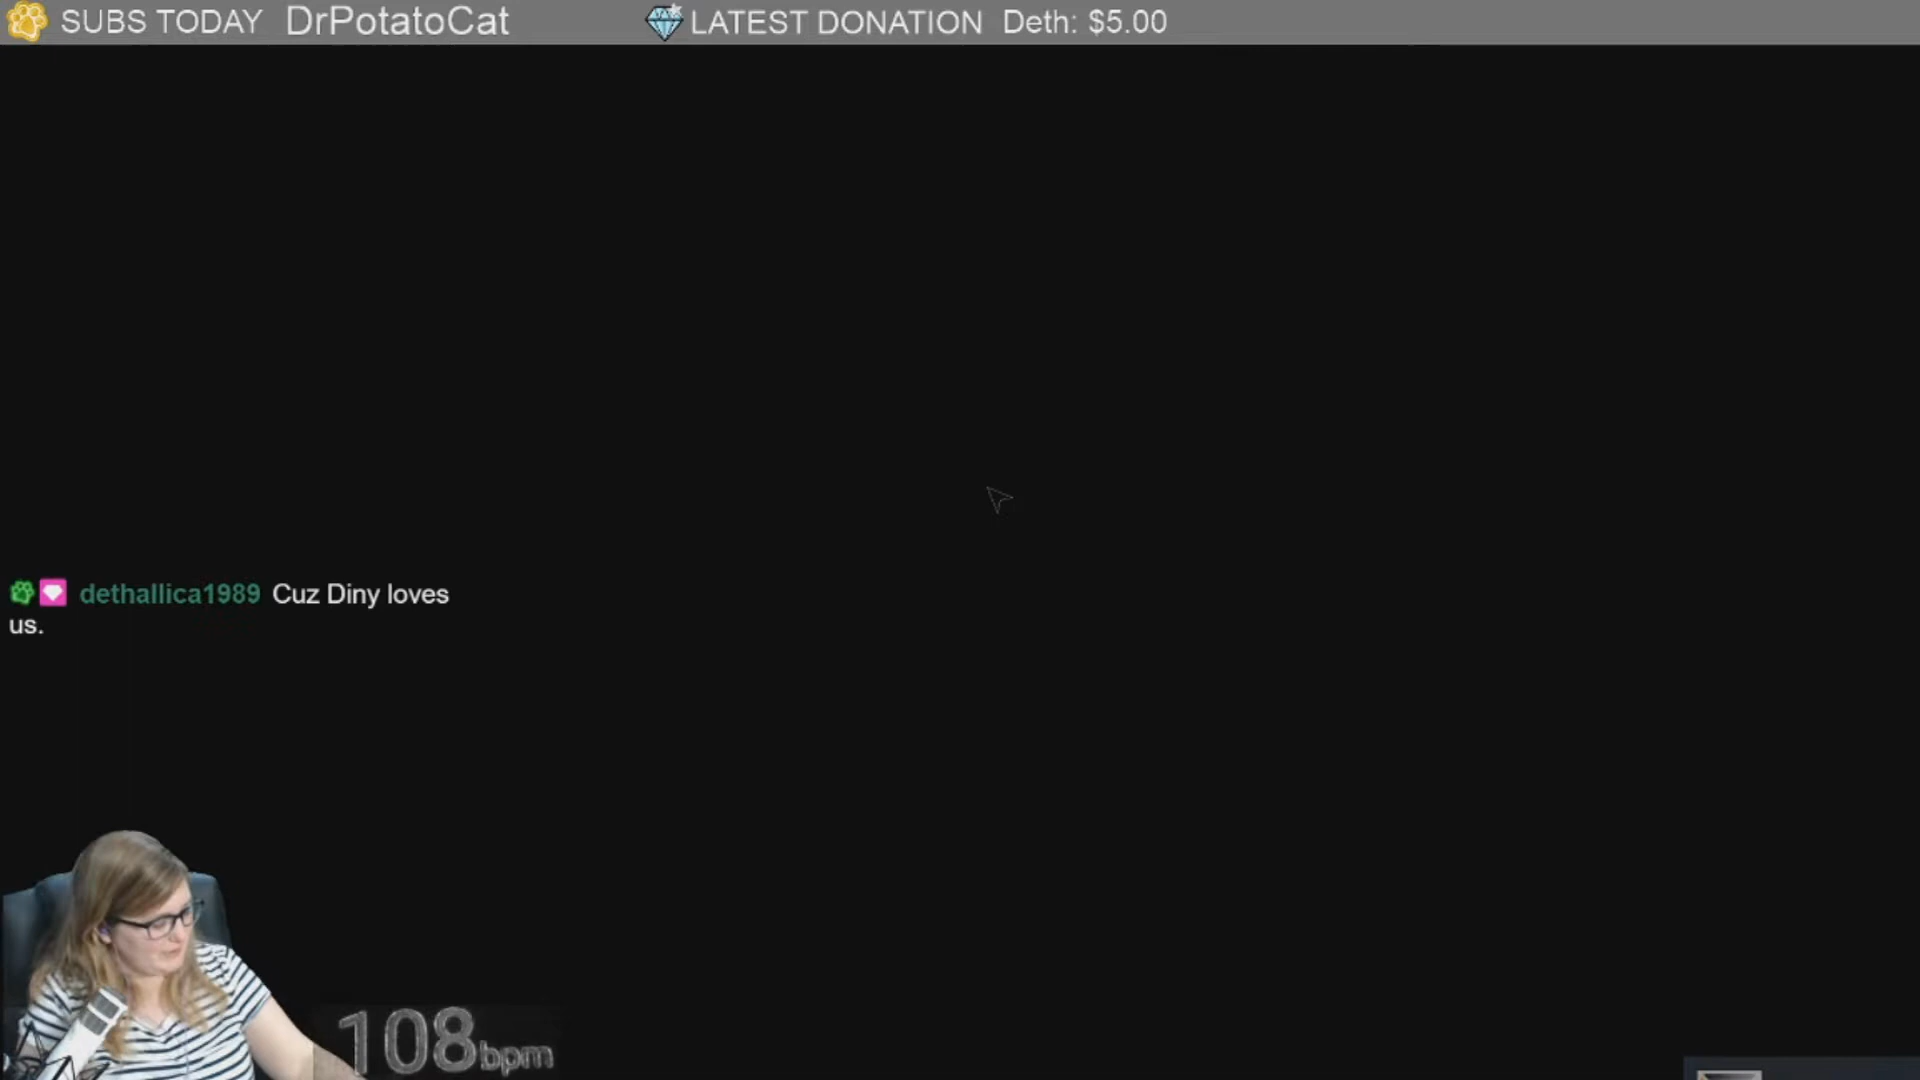 SUBS TODAY DrPotatoCat LATEST DONATION Deth: $5.00
dethallica1989 Cuz Diny loves
us.
108bpm